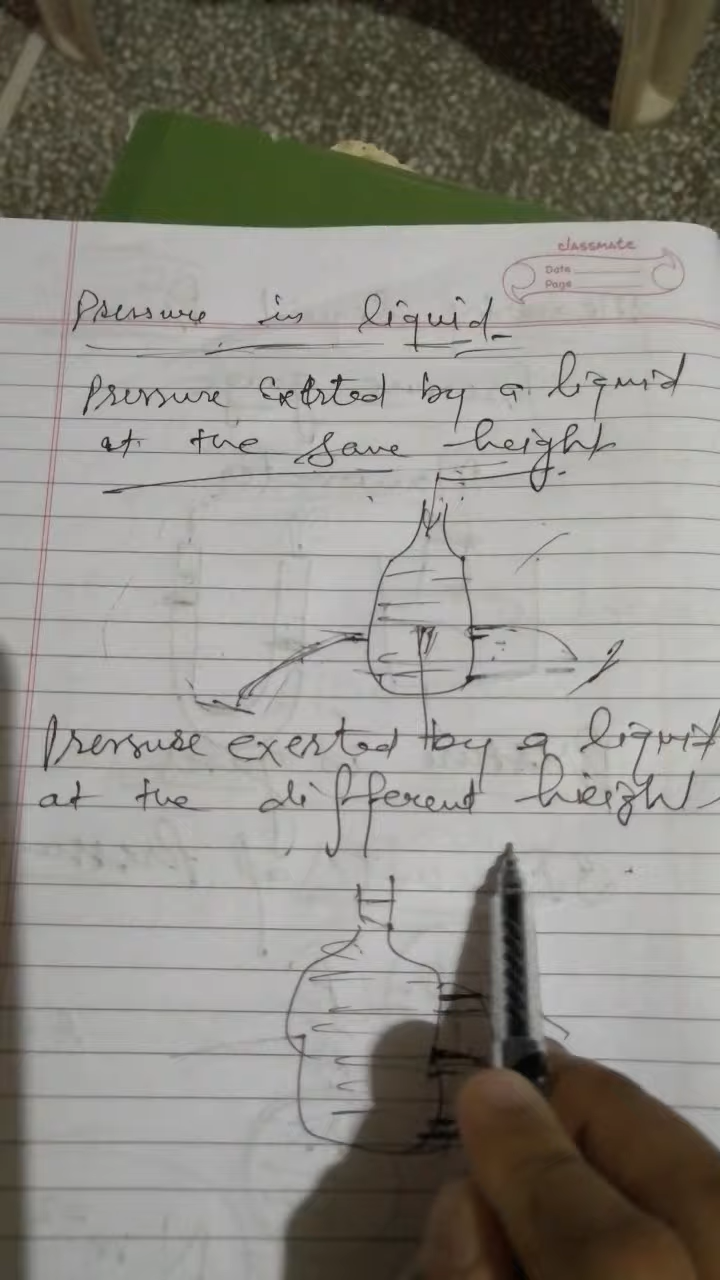 classmate
Date
Page
Pressure in liquid
Pressure exerted by a liquid
at the same height.
Pressure exerted by a liquid
at the different height